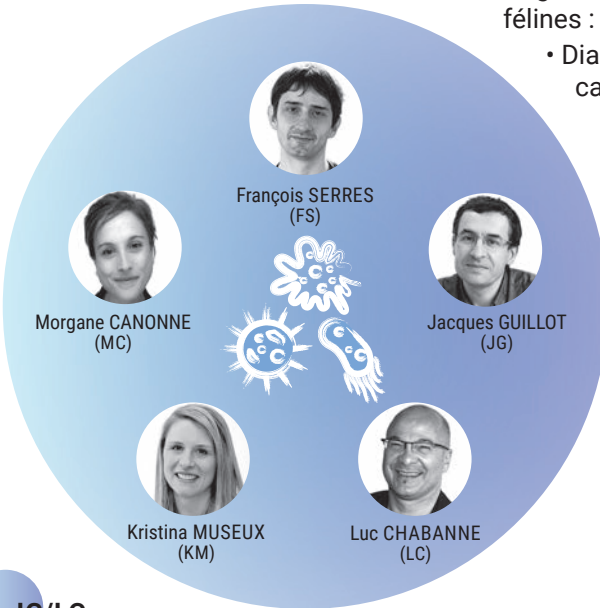 félines :
• Dia
ca
François SERRES
(FS)
Morgane CANONNE
(MC)
Jacques GUILLOT
(JG)
Kristina MUSEUX
(KM)
Luc CHABANNE
(LC)